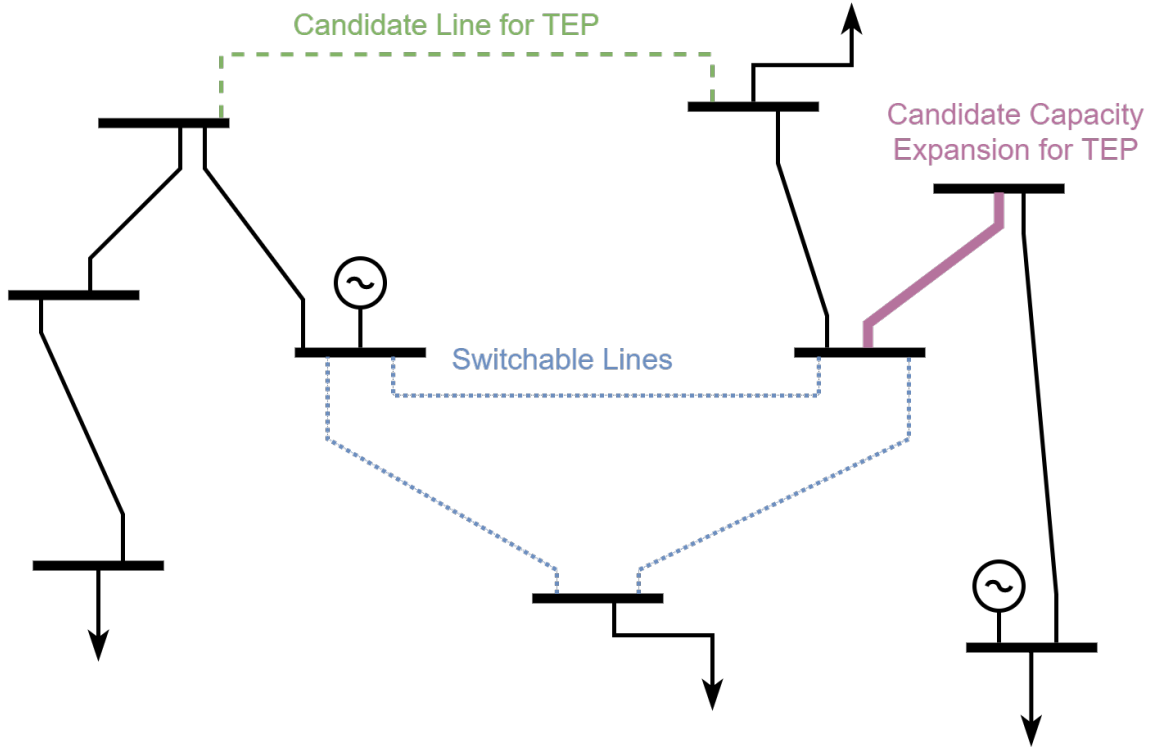 Candidate Line for TEP
Candidate Capacity
Expansion for TEP
Switchable Lines